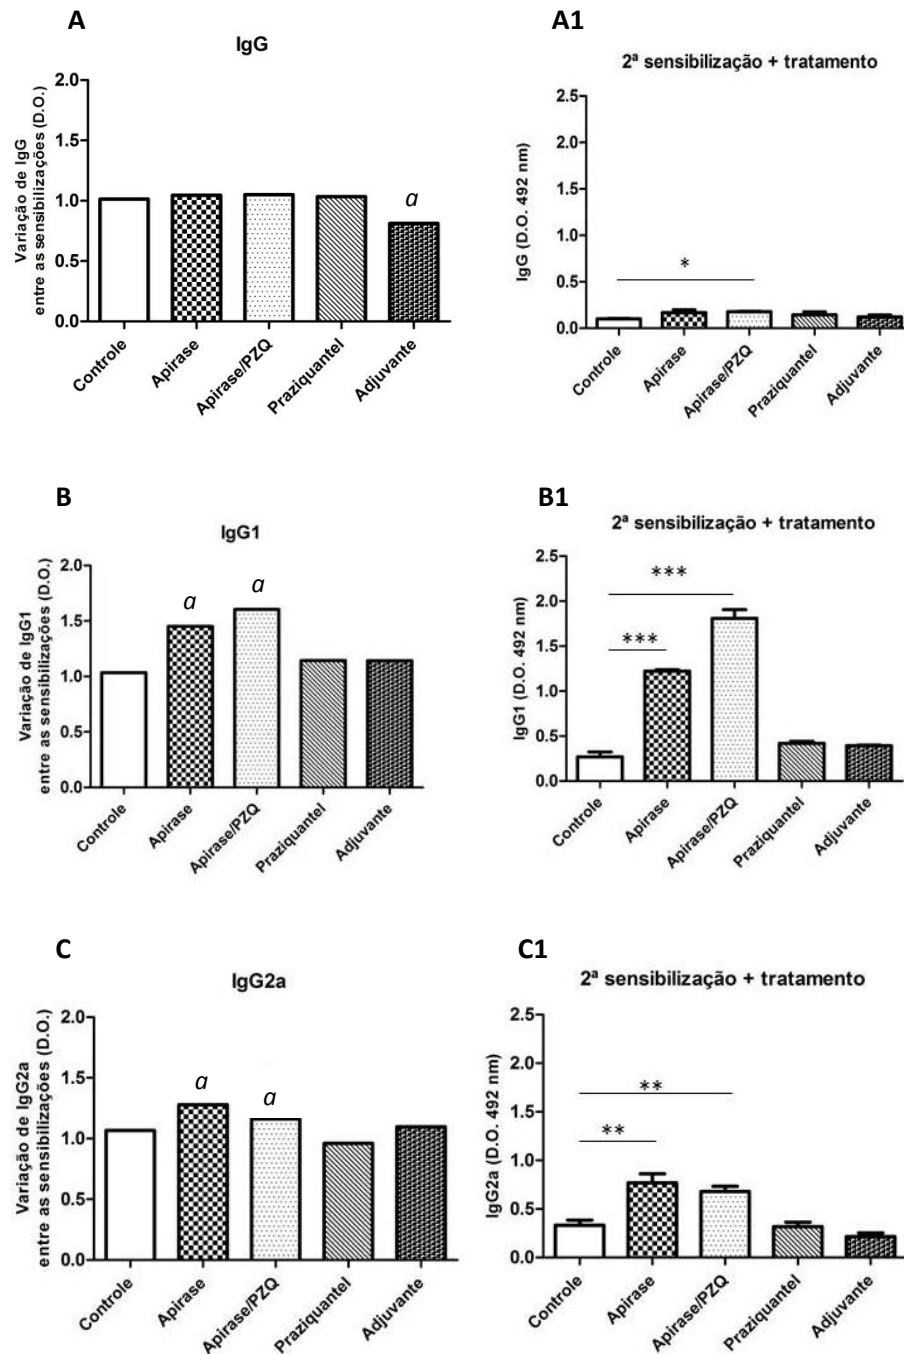 A
IgG
Variação de IgG
entre as sensibilizações (D.O.)
2.0
1.5
1.0
0.5
0.0
a
Controle
Apirase
Apirase/PZQ
Praziquantel
Adjuvante
A1
2ª sensibilização + tratamento
IgG (D.O. 492 nm)
2.5
2.0
1.5
1.0
0.5
0.0
*
Controle
Apirase
Apirase/PZQ
Praziquantel
Adjuvante
B
IgG1
Variação de IgG1
entre as sensibilizações (D.O.)
2.0
1.5
1.0
0.5
0.0
a
a
Controle
Apirase
Apirase/PZQ
Praziquantel
Adjuvante
B1
2ª sensibilização + tratamento
IgG1 (D.O. 492 nm)
2.5
2.0
1.5
1.0
0.5
0.0
***
***
Controle
Apirase
Apirase/PZQ
Praziquantel
Adjuvante
C
IgG2a
Variação de IgG2a
entre as sensibilizações (D.O.)
2.0
1.5
1.0
0.5
0.0
a
a
Controle
Apirase
Apirase/PZQ
Praziquantel
Adjuvante
C1
2ª sensibilização + tratamento
IgG2a (D.O. 492 nm)
2.5
2.0
1.5
1.0
0.5
0.0
**
**
Controle
Apirase
Apirase/PZQ
Praziquantel
Adjuvante